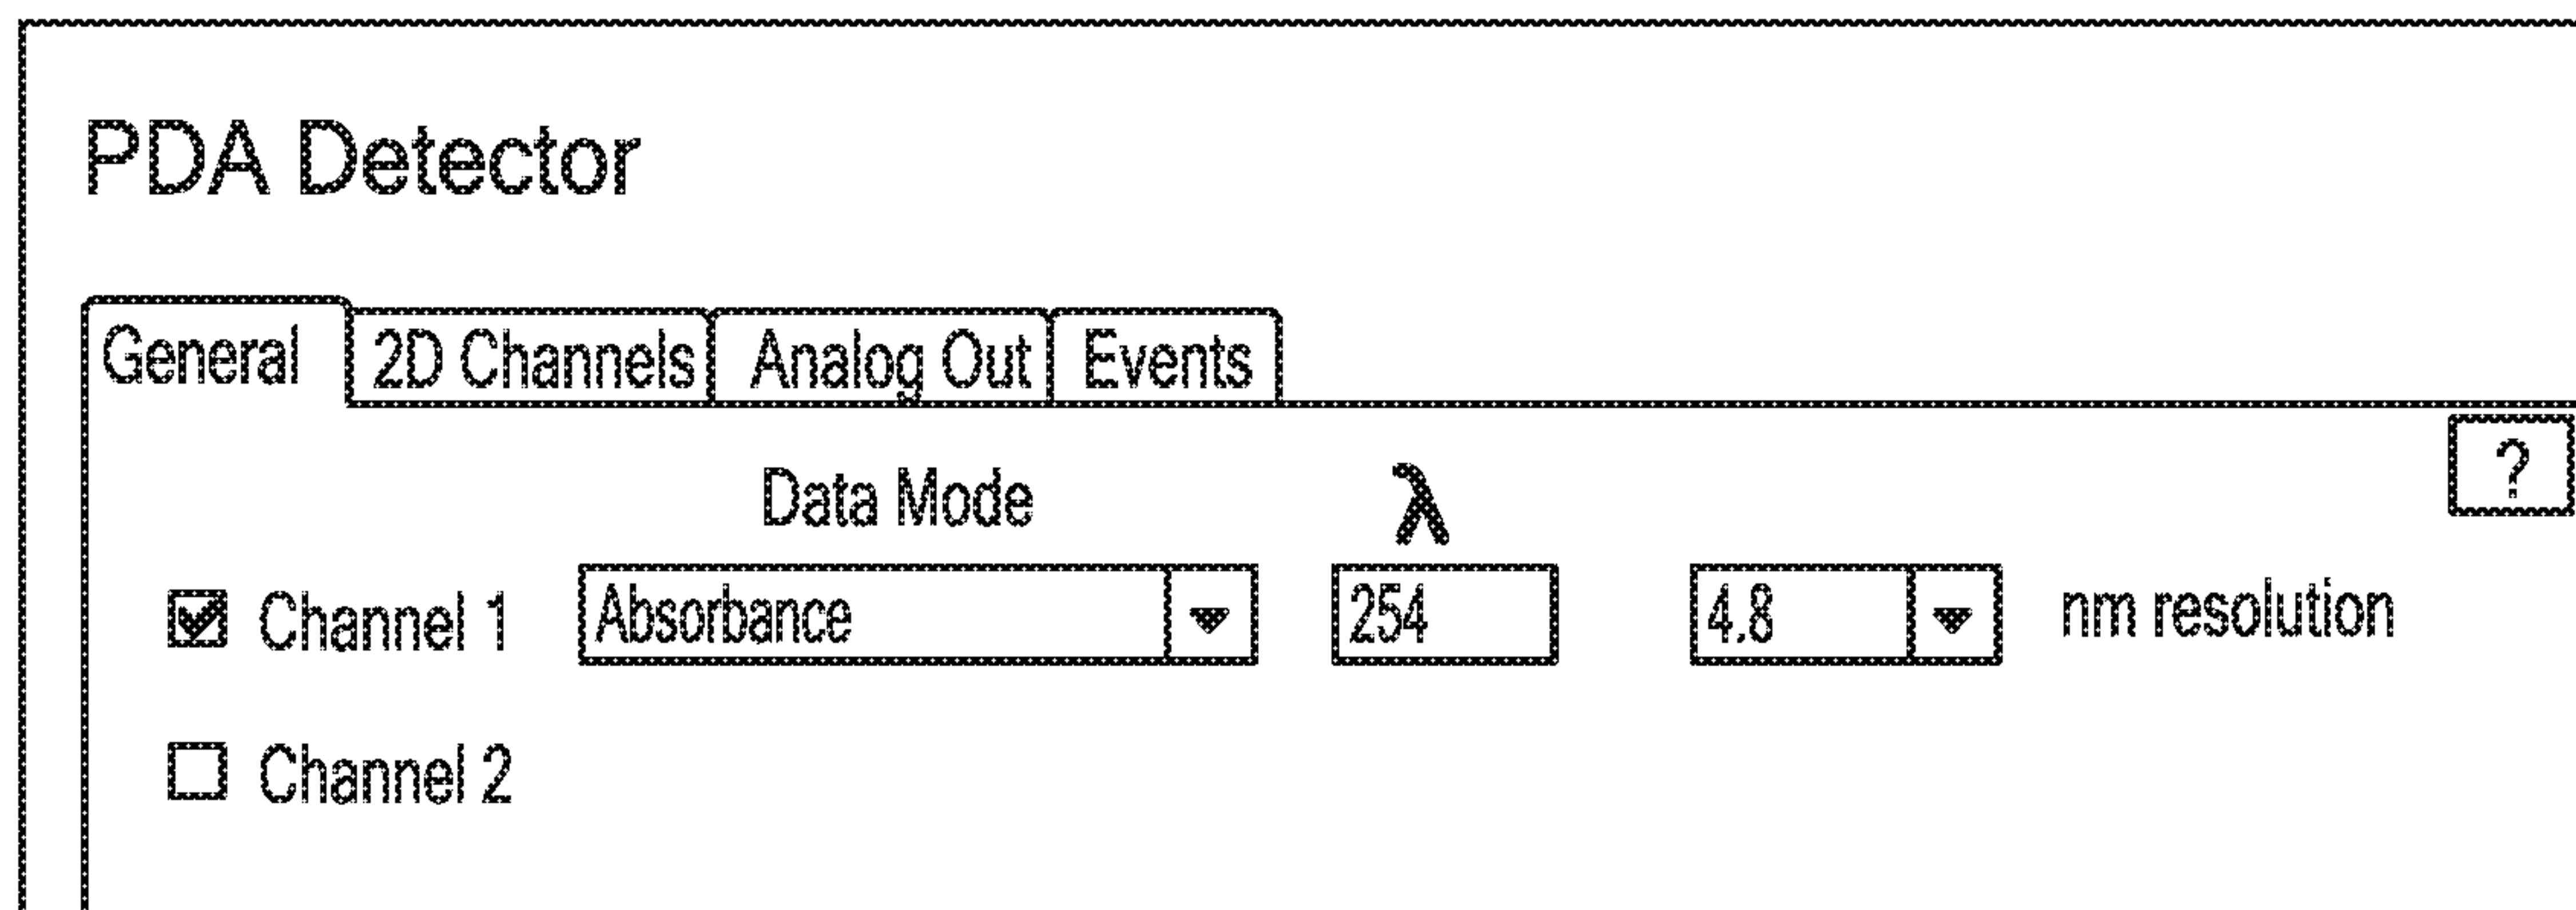 PDA Detector
General 2D Channels Analog Out Events
?
Data Mode λ
Channel 1 Absorbance 254 4.8 nm resolution
Channel 2